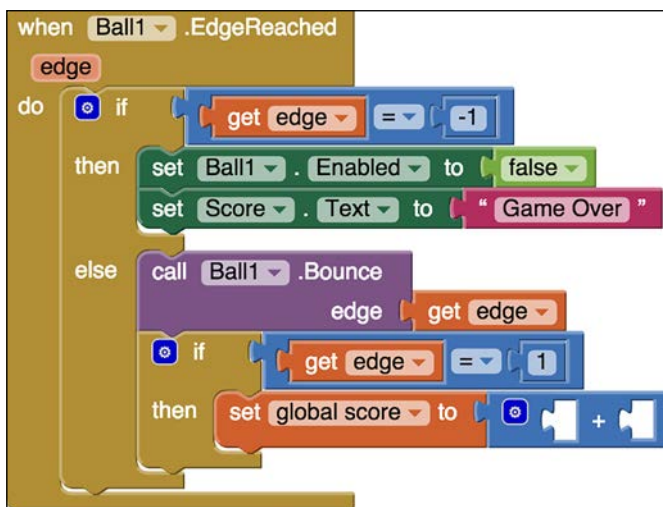 when Ball1 .EdgeReached
edge
do if get edge = -1
then set Ball1 . Enabled to false
set Score . Text to " Game Over "
else call Ball1 .Bounce
edge get edge
if get edge = 1
then set global score to +